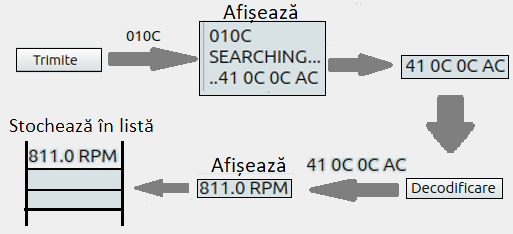 Afișează
010C
Trimite
010C
SEARCHING...
..41 0C 0C AC
41 0C 0C AC
Stochează în listă
811.0 RPM
Afișează
811.0 RPM
41 0C 0C AC
Decodificare